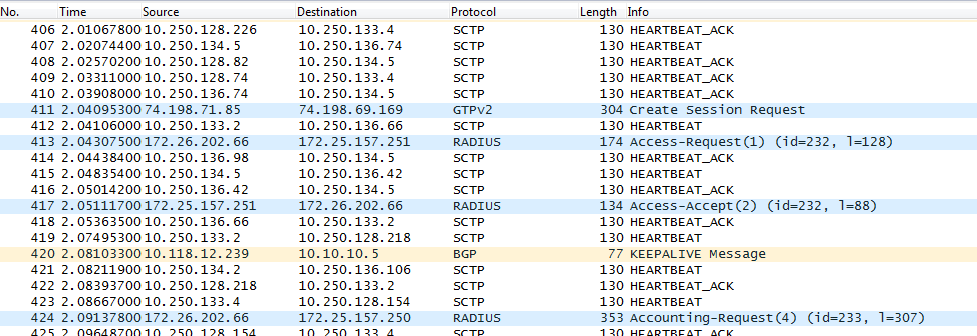 No. Time Source Destination Protocol Length Info
406 2.01067800 10.250.128.226 10.250.133.4 SCTP 130 HEARTBEAT_ACK
407 2.02074400 10.250.134.5 10.250.136.74 SCTP 130 HEARTBEAT
408 2.02570200 10.250.128.82 10.250.134.5 SCTP 130 HEARTBEAT_ACK
409 2.03311000 10.250.128.74 10.250.133.4 SCTP 130 HEARTBEAT_ACK
410 2.03908000 10.250.136.74 10.250.134.5 SCTP 130 HEARTBEAT_ACK
411 2.04095300 74.198.71.85 74.198.69.169 GTPv2 304 Create Session Request
412 2.04106000 10.250.133.2 10.250.136.66 SCTP 130 HEARTBEAT
413 2.04307500 172.26.202.66 172.25.157.251 RADIUS 174 Access-Request(1) (id=232, l=128)
414 2.04438400 10.250.136.98 10.250.134.5 SCTP 130 HEARTBEAT_ACK
415 2.04835400 10.250.134.5 10.250.136.42 SCTP 130 HEARTBEAT
416 2.05014200 10.250.136.42 10.250.134.5 SCTP 130 HEARTBEAT_ACK
417 2.05111700 172.25.157.251 172.26.202.66 RADIUS 134 Access-Accept(2) (id=232, l=88)
418 2.05363500 10.250.136.66 10.250.133.2 SCTP 130 HEARTBEAT_ACK
419 2.07495300 10.250.133.2 10.250.128.218 SCTP 130 HEARTBEAT
420 2.08103300 10.118.12.239 10.10.10.5 BGP 77 KEEPALIVE Message
421 2.08211900 10.250.134.2 10.250.136.106 SCTP 130 HEARTBEAT
422 2.08393700 10.250.128.218 10.250.133.2 SCTP 130 HEARTBEAT_ACK
423 2.08667000 10.250.133.4 10.250.128.154 SCTP 130 HEARTBEAT
424 2.09137800 172.26.202.66 172.25.157.250 RADIUS 353 Accounting-Request(4) (id=233, l=307)
425 2.09648700 10.250.128.154 10.250.133.4 SCTP 130 HEARTBEAT_ACK